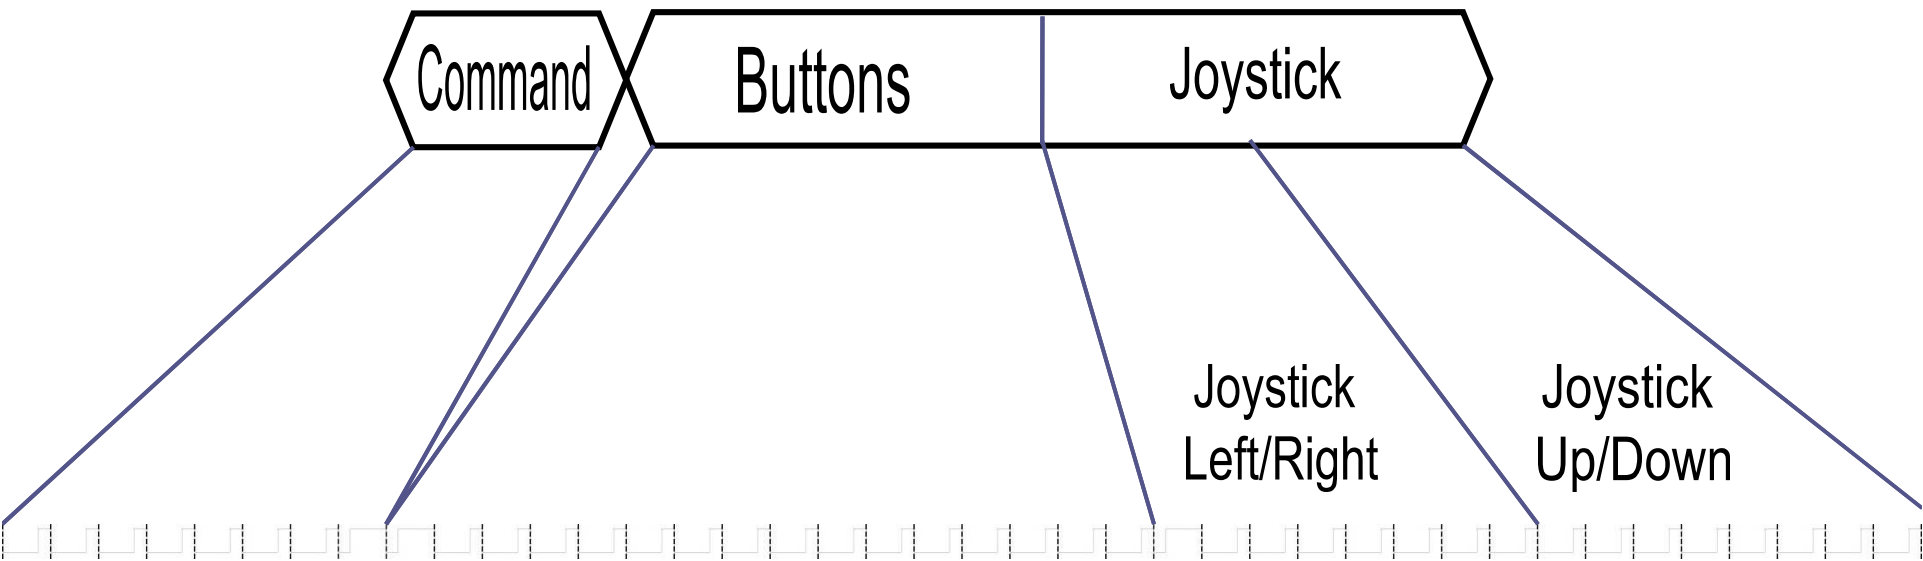 Command
Buttons
Joystick
Joystick
Left/Right
Joystick
Up/Down